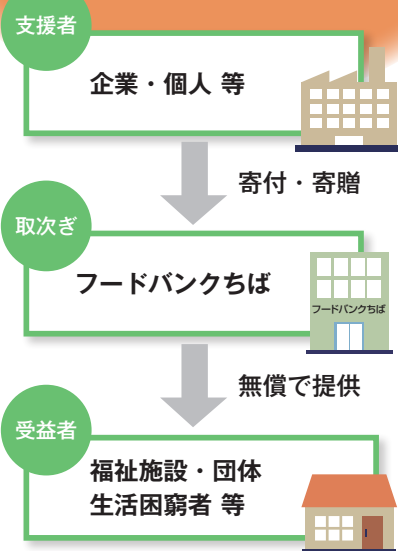 支援者
企業・個人 等
寄付・寄贈
取次ぎ
フードバンクちば
フードバンクちば
無償で提供
受益者
福祉施設・団体
生活困窮者 等